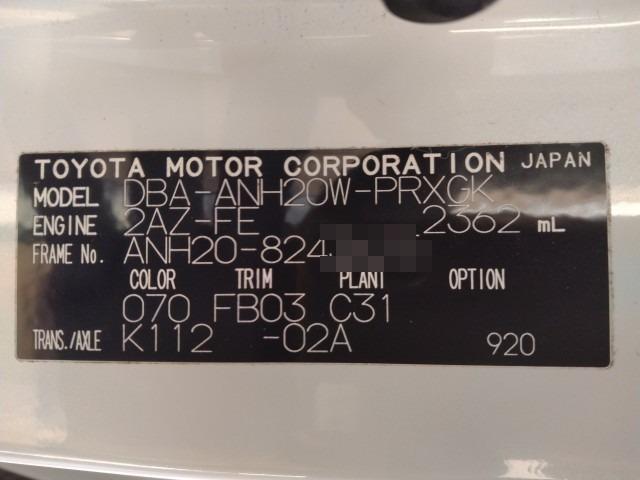 TOYOTA MOTOR CORPORATION JAPAN
MODEL DBA-ANH20W-PRXGK
ENGINE 2AZ-FE 2362 mL
FRAME No. ANH20-824
COLOR TRIM PLANT OPTION
070 FB03 C31
TRANS./AXLE K112 -02A 920